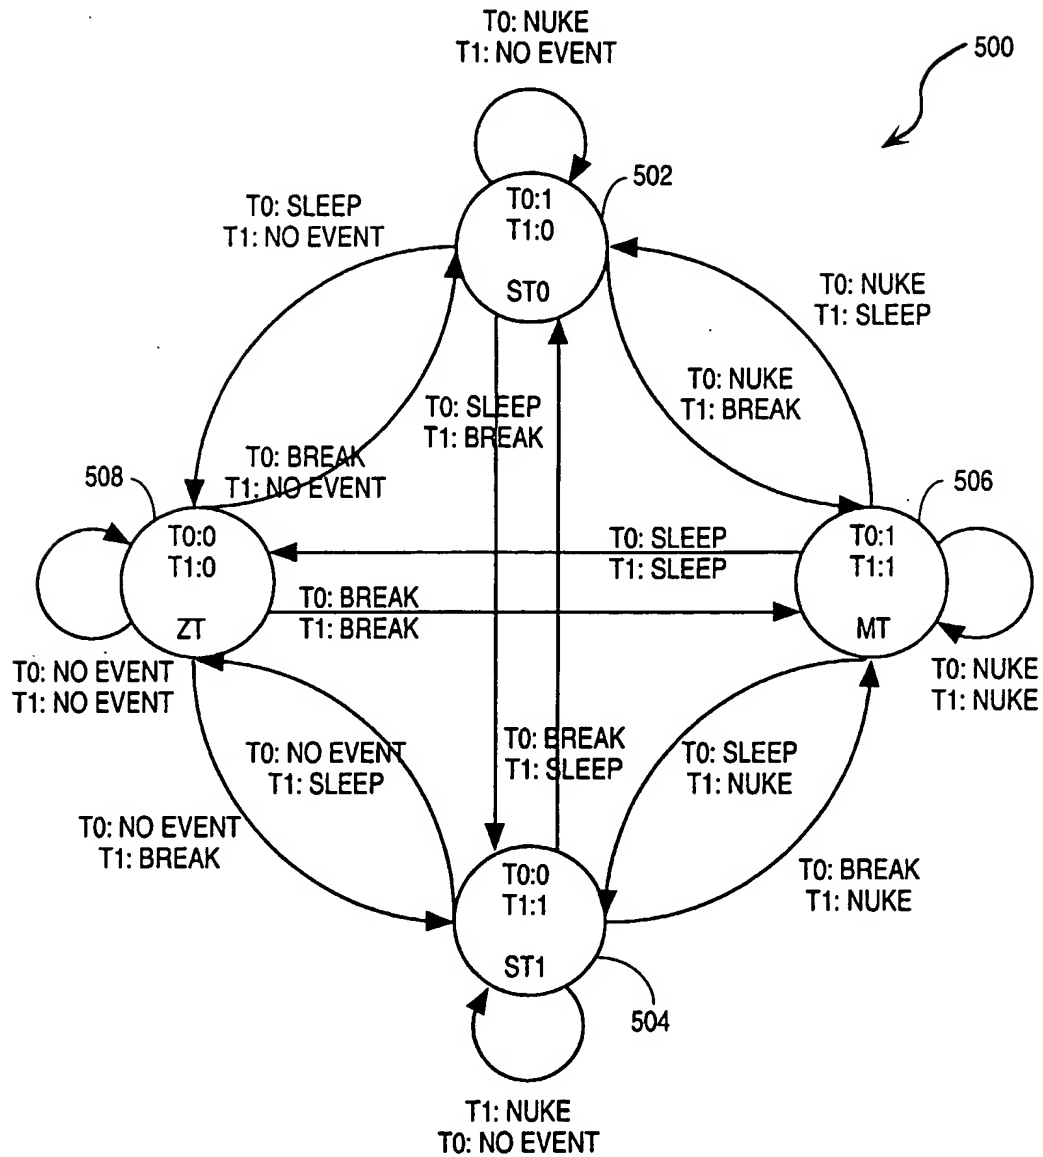 T0: NUKE
T1: NO EVENT
500
502
T0:1
T1:0
ST0
T0: SLEEP
T1: NO EVENT
T0: NUKE
T1: SLEEP
T0: NUKE
T1: BREAK
T0: SLEEP
T1: BREAK
T0: BREAK
T1: NO EVENT
508
506
T0:0
T1:0
ZT
T0: SLEEP
T1: SLEEP
T0:1
T1:1
MT
T0: BREAK
T1: BREAK
T0: NO EVENT
T1: NO EVENT
T0: NUKE
T1: NUKE
T0: NO EVENT
T1: SLEEP
T0: BREAK
T1: SLEEP
T0: SLEEP
T1: NUKE
T0: NO EVENT
T1: BREAK
T0: BREAK
T1: NUKE
T0:0
T1:1
ST1
504
T1: NUKE
T0: NO EVENT